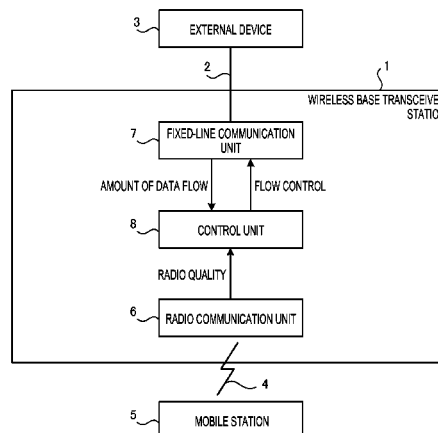 3
EXTERNAL DEVICE
1
2
WIRELESS BASE TRANSCEIVE
STATIO
7
FIXED-LINE COMMUNICATION
UNIT
AMOUNT OF DATA FLOW
FLOW CONTROL
8
CONTROL UNIT
RADIO QUALITY
6
RADIO COMMUNICATION UNIT
4
5
MOBILE STATION